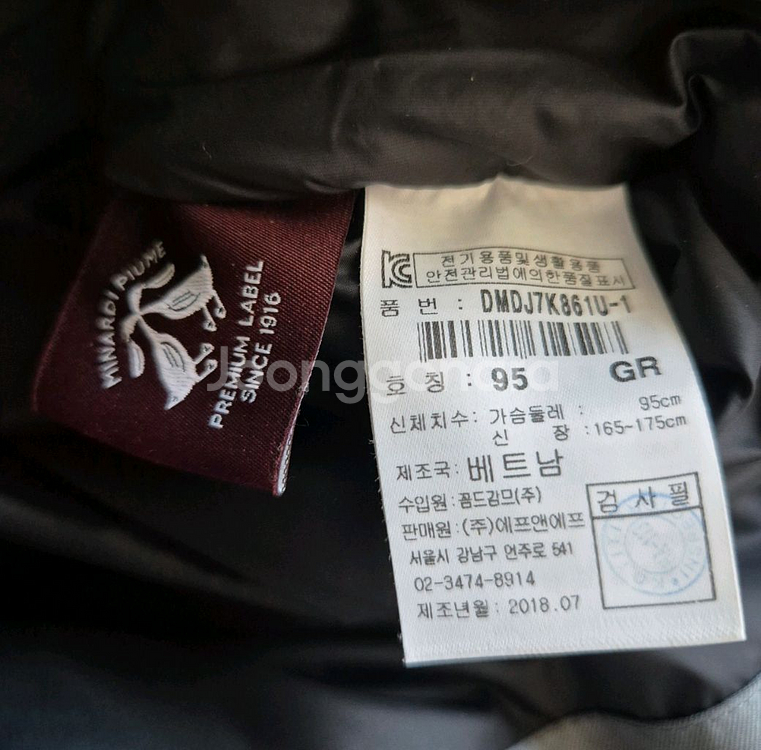 MINARDI PIUME
PREMIUM LABEL
SINCE 1916
전기용품및생활용품
안전관리법에의한품질표시
품 번 : DMDJ7K861U-1
호 칭 : 95 GR
신체치수: 가슴둘레 : 95cm
신 장 :165~175cm
제조국: 베트남
수입원:꼼드감므(주)
판매원:(주)에프앤에프
서울시 강남구 언주로 541
02-3474-8914
제조년월: 2018.07
검사필
Joonggonara